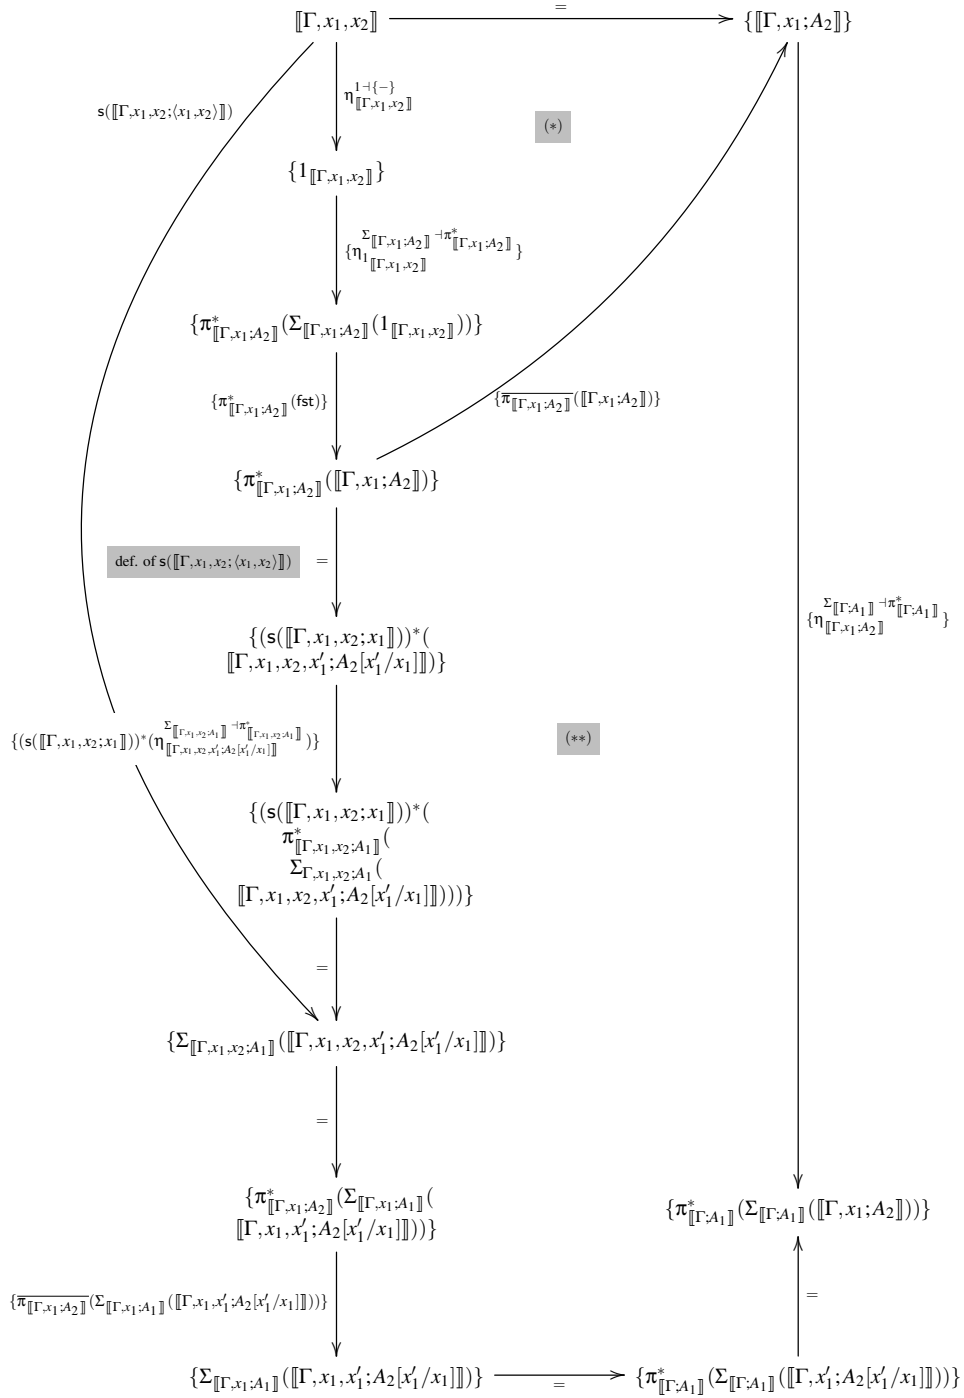 ⟦Γ, x₁, x₂⟧ = {⟦Γ, x₁; A₂⟧}
s(⟦Γ, x₁, x₂; ⟨x₁, x₂⟩⟧)
η^{1 ⊣ {−}}_{⟦Γ, x₁, x₂⟧}
(∗)
{1_{⟦Γ, x₁, x₂⟧}}
{η^{Σ_{⟦Γ, x₁; A₂⟧} ⊣ π*_{⟦Γ, x₁; A₂⟧}}_{1_{⟦Γ, x₁, x₂⟧}}}
{π*_{⟦Γ, x₁; A₂⟧}(Σ_{⟦Γ, x₁; A₂⟧}(1_{⟦Γ, x₁, x₂⟧}))}
{π*_{⟦Γ, x₁; A₂⟧}(fst)}
{\overline{π_{⟦Γ, x₁; A₂⟧}}(⟦Γ, x₁; A₂⟧)}
{π*_{⟦Γ, x₁; A₂⟧}(⟦Γ, x₁; A₂⟧)}
def. of s(⟦Γ, x₁, x₂; ⟨x₁, x₂⟩⟧) =
{η^{Σ_{⟦Γ; A₁⟧} ⊣ π*_{⟦Γ; A₁⟧}}_{⟦Γ, x₁; A₂⟧}}
{(s(⟦Γ, x₁, x₂; x₁⟧))*(
⟦Γ, x₁, x₂, x′₁; A₂[x′₁/x₁]⟧)}
{(s(⟦Γ, x₁, x₂; x₁⟧))*(η^{Σ_{⟦Γ, x₁, x₂; A₁⟧} ⊣ π*_{⟦Γ, x₁, x₂; A₁⟧}}_{⟦Γ, x₁, x₂, x′₁; A₂[x′₁/x₁]⟧})}
(∗∗)
{(s(⟦Γ, x₁, x₂; x₁⟧))*(
π*_{⟦Γ, x₁, x₂; A₁⟧}(
Σ_{Γ, x₁, x₂; A₁}(
⟦Γ, x₁, x₂, x′₁; A₂[x′₁/x₁]⟧)))}
=
{Σ_{⟦Γ, x₁, x₂; A₁⟧}(⟦Γ, x₁, x₂, x′₁; A₂[x′₁/x₁]⟧)}
=
{π*_{⟦Γ, x₁; A₂⟧}(Σ_{⟦Γ, x₁; A₁⟧}(
⟦Γ, x₁, x′₁; A₂[x′₁/x₁]⟧))}
{π*_{⟦Γ; A₁⟧}(Σ_{⟦Γ; A₁⟧}(⟦Γ, x₁; A₂⟧))}
{\overline{π_{⟦Γ, x₁; A₂⟧}}(Σ_{⟦Γ, x₁; A₁⟧}(⟦Γ, x₁, x′₁; A₂[x′₁/x₁]⟧))}
=
{Σ_{⟦Γ, x₁; A₁⟧}(⟦Γ, x₁, x′₁; A₂[x′₁/x₁]⟧)} = {π*_{⟦Γ; A₁⟧}(Σ_{⟦Γ; A₁⟧}(⟦Γ, x′₁; A₂[x′₁/x₁]⟧))}